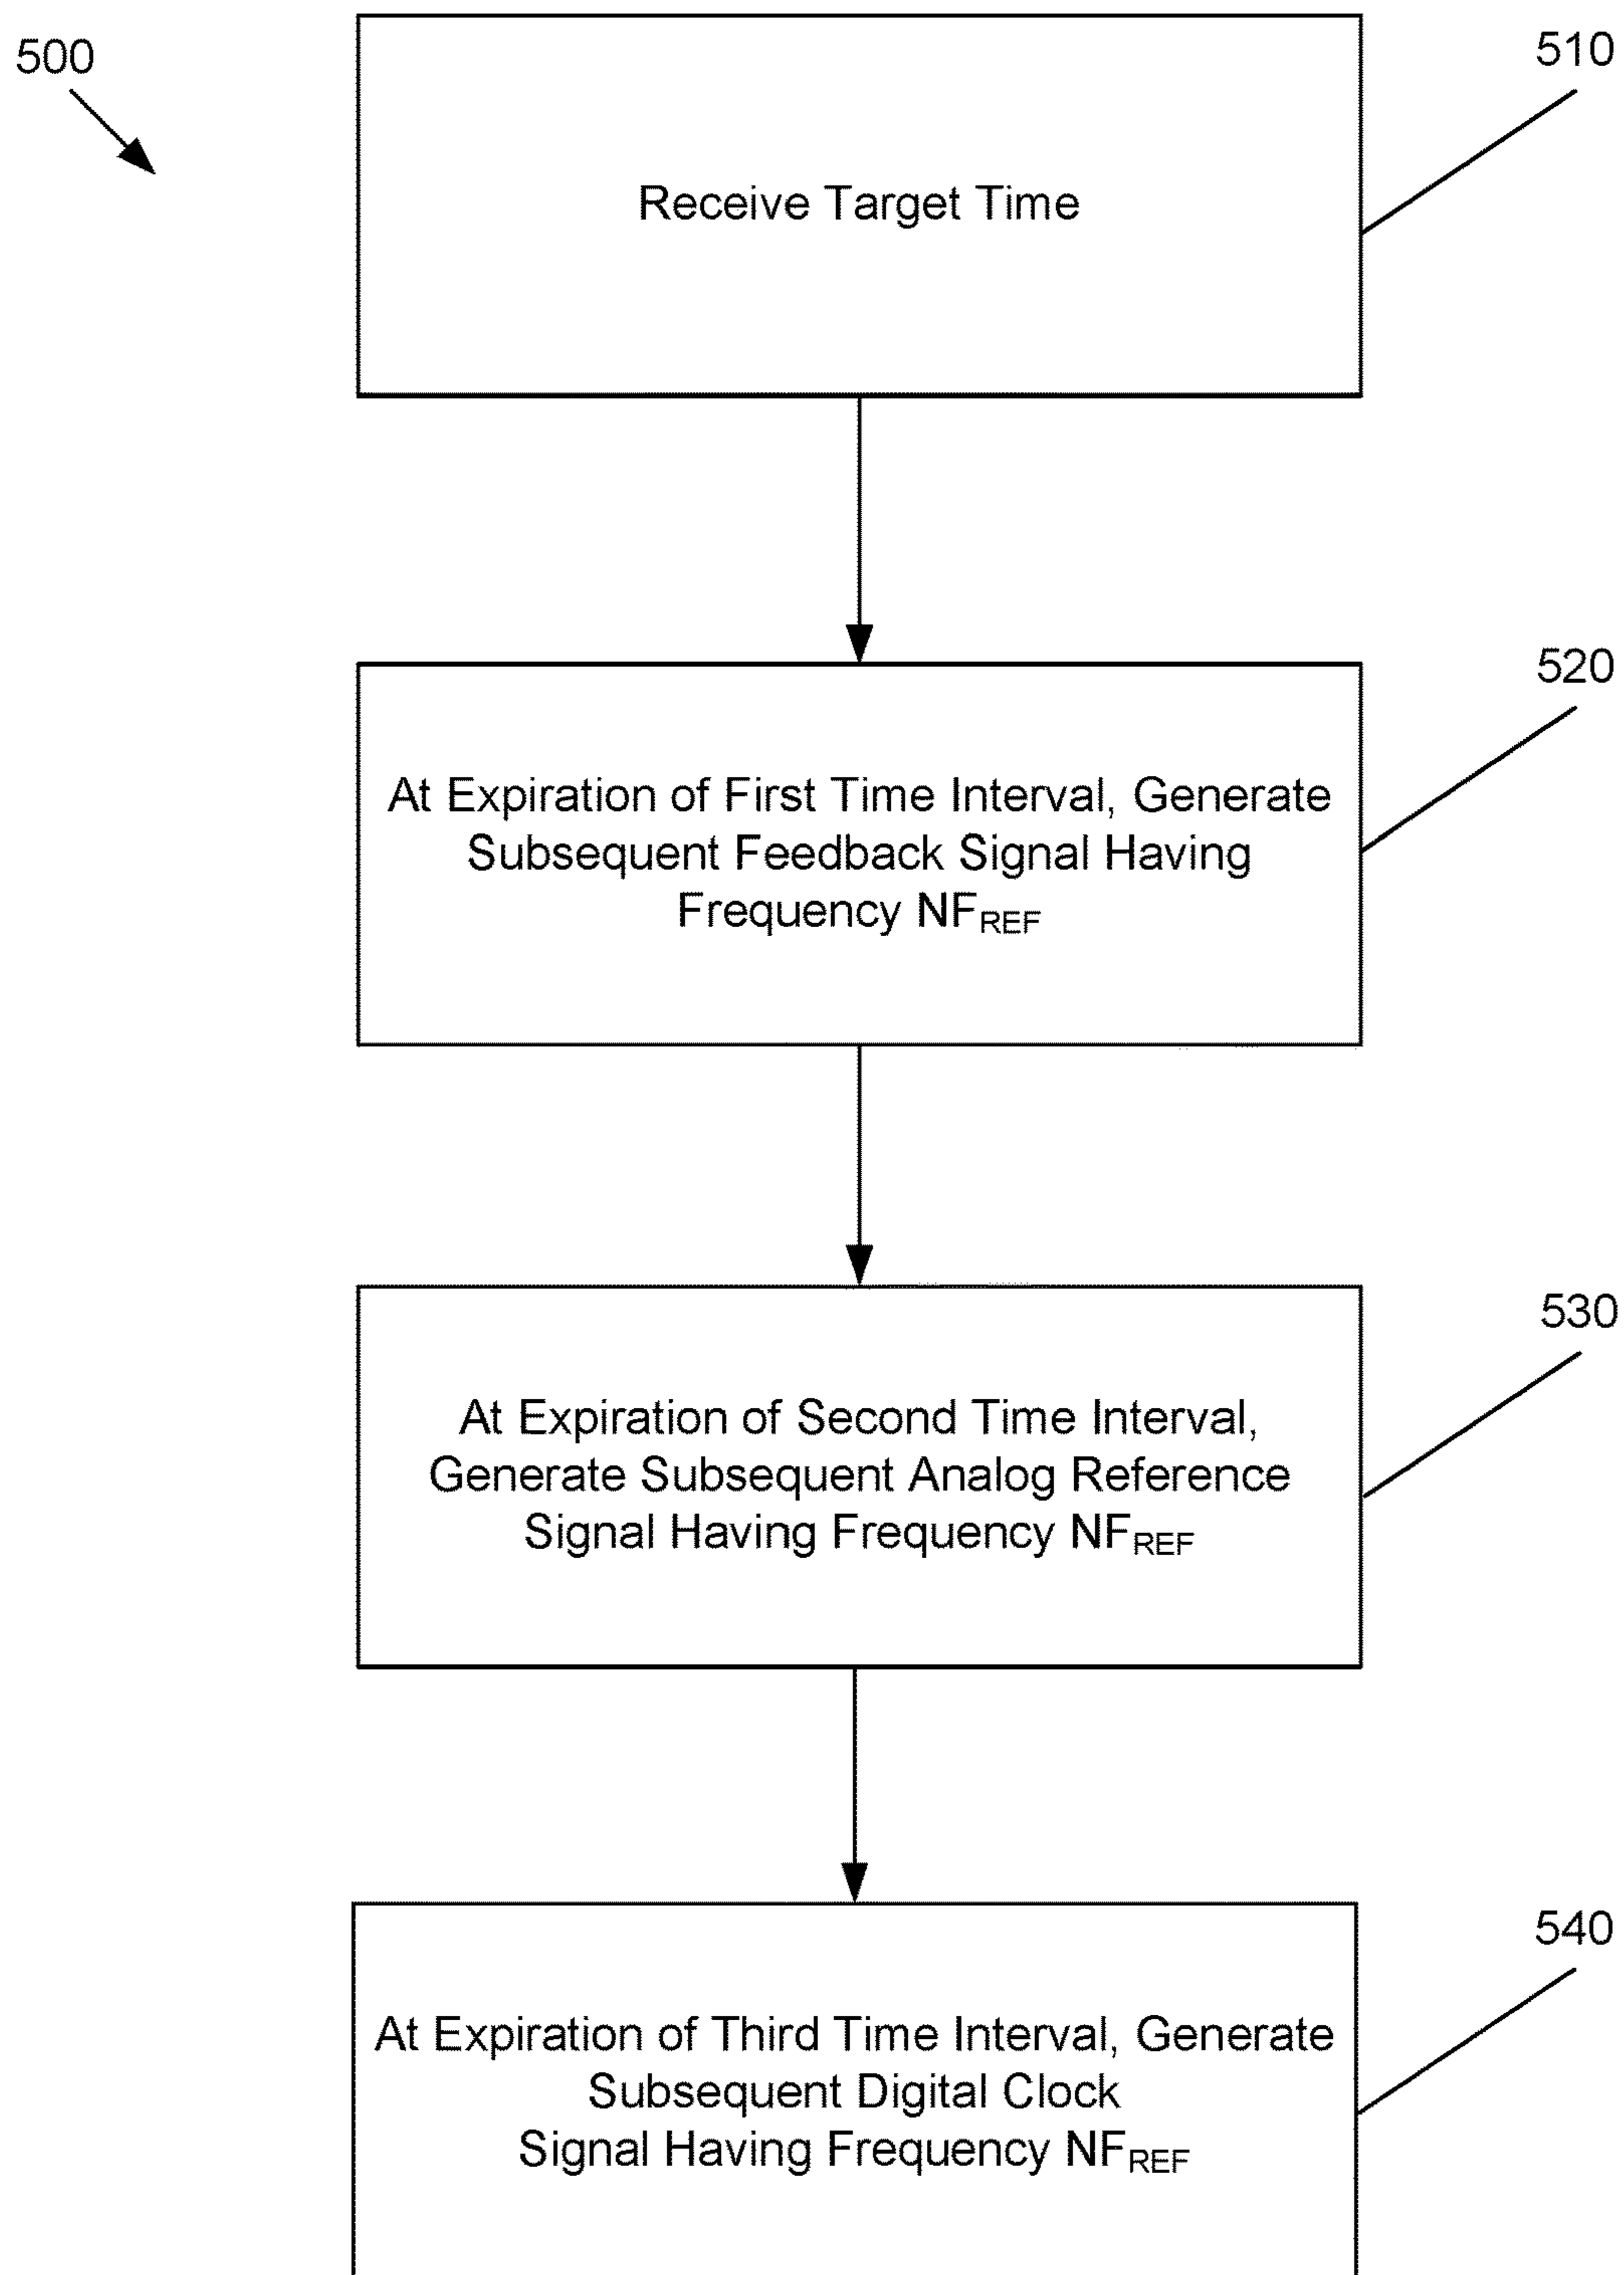 500
510
Receive Target Time
520
At Expiration of First Time Interval, Generate
Subsequent Feedback Signal Having
Frequency NFREF
530
At Expiration of Second Time Interval,
Generate Subsequent Analog Reference
Signal Having Frequency NFREF
540
At Expiration of Third Time Interval, Generate
Subsequent Digital Clock
Signal Having Frequency NFREF